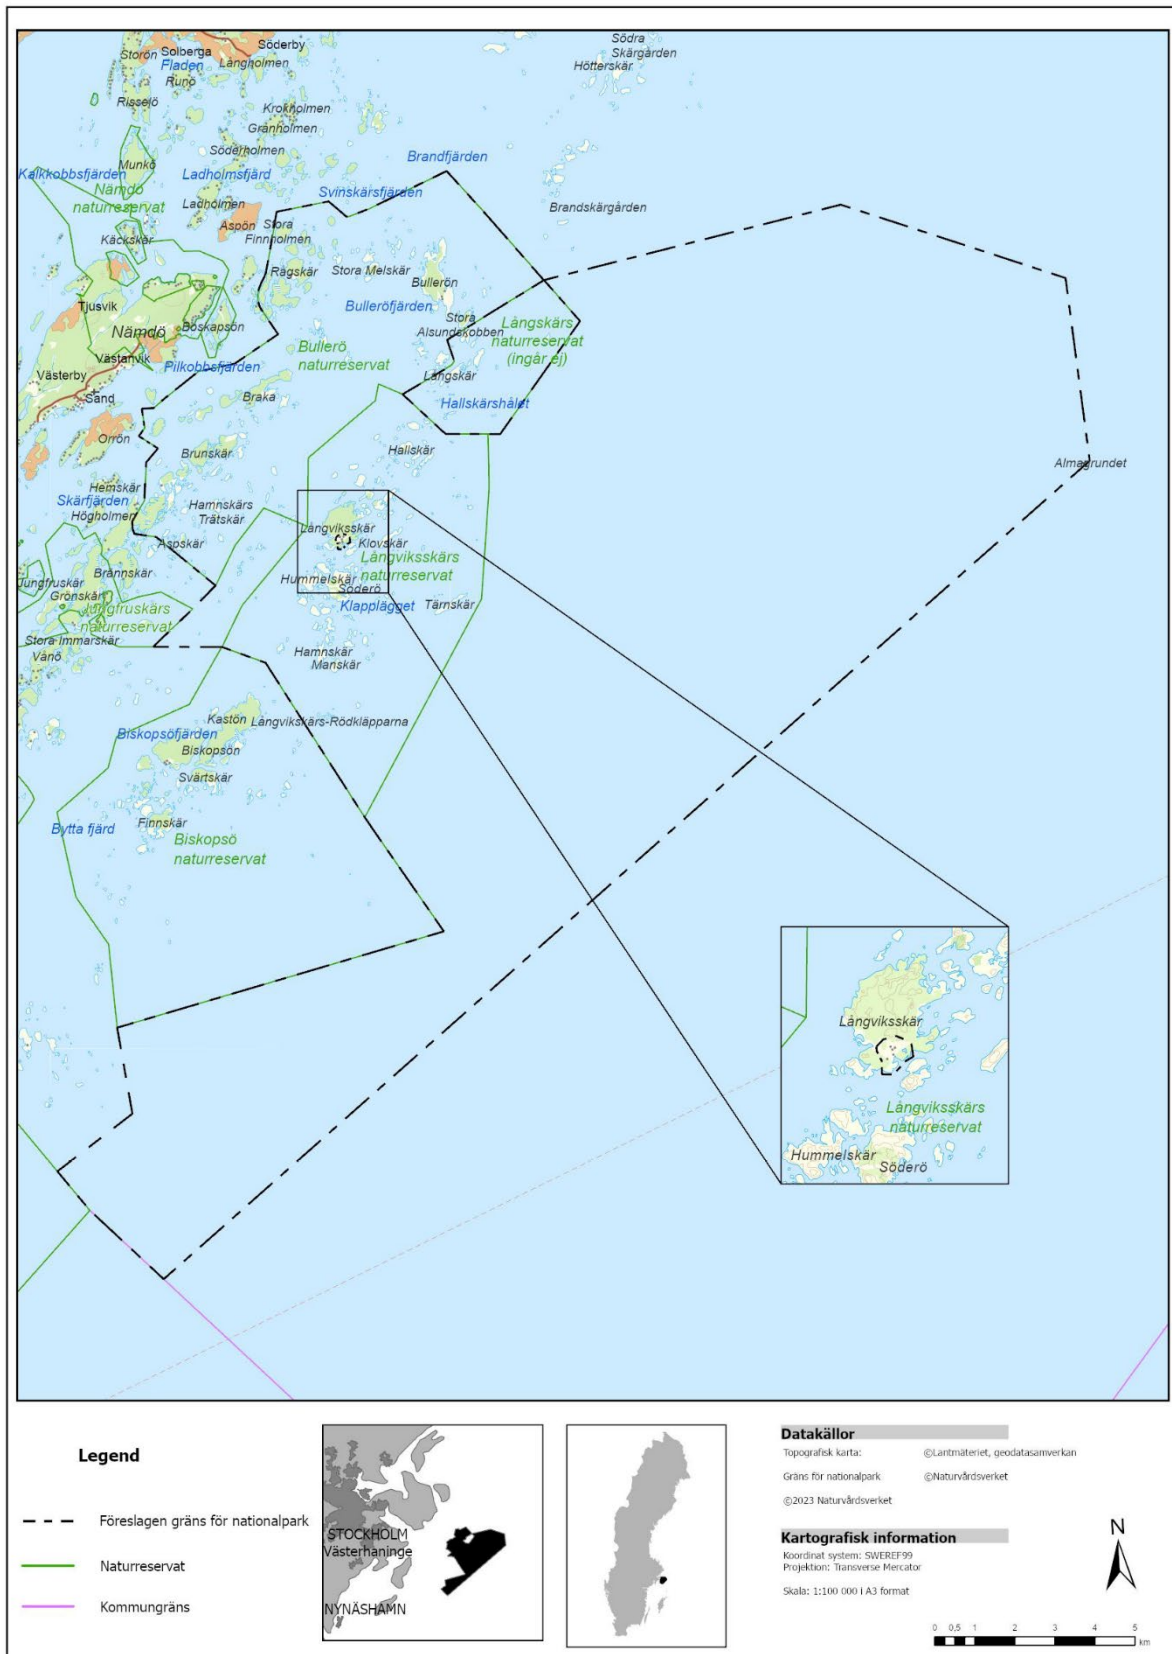 Södra
Skärgården
Hötterskär
Storön
Solberga
Söderby
Fladen
Långholmen
Runö
Risselö
Krokholmen
Granholmen
Söderholmen
Munkö
Kalkkobbsfjärden
Ladholmsfjärd
Brandfjärden
Nämdö
naturreservat
Svinskärsfjärden
Ladholmen
Brandskärgården
Käckskär
Aspön
Stora
Finnholmen
Rågskär
Stora Melskär
Bullerön
Tjusvik
Bulleröfjärden
Nämdö
Boskapsön
Stora
Alsundskobben
Långskärs
naturreservat
(ingår ej)
Bullerö
naturreservat
Västanvik
Pilkobbsfjärden
Västerby
Långskär
Sand
Braka
Hallskärshålet
Orrön
Brunskär
Hallskär
Almagrundet
Hemskär
Skärfjärden
Högholmen
Hamnskärs
Trätskär
Långviksskär
Aspskär
Klovskär
Långviksskärs
naturreservat
Jungfruskär
Brännskär
Grönskär
Hummelskär
Söderö
Klapplägget
Tärnskär
Jungfruskärs
naturreservat
Stora Immarskär
Vånö
Hamnskär
Manskär
Kastön
Långvikskärs-Rödkläpparna
Biskopsöfjärden
Biskopsön
Svartskär
Finnskär
Bytta fjärd
Biskopsö
naturreservat
Långviksskär
Långviksskärs
naturreservat
Hummelskär
Söderö
Legend
Föreslagen gräns för nationalpark
Naturreservat
Kommungräns
STOCKHOLM
Västerhaninge
NYNÄSHAMN
Datakällor
Topografisk karta: ©Lantmäteriet, geodatasamverkan
Gräns för nationalpark ©Naturvårdsverket
©2023 Naturvårdsverket
Kartografisk information
Koordinat system: SWEREF99
Projektion: Transverse Mercator
Skala: 1:100 000 i A3 format
N
0 0,5 1 2 3 4 5
km